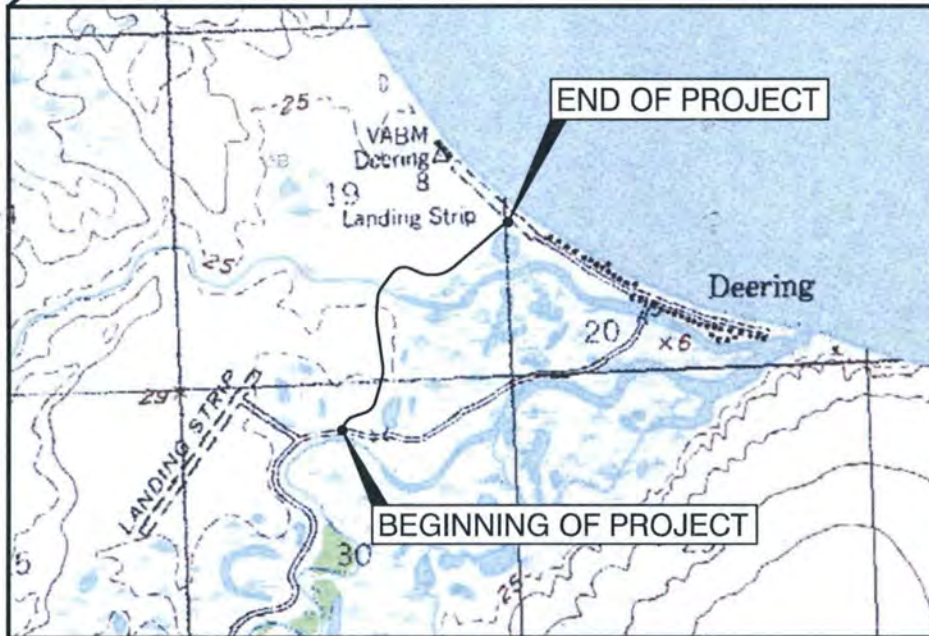 END OF PROJECT
25
VABM
Deering
8
19
Landing Strip
25
Deering
20
×6
29
LANDING STRIP
BEGINNING OF PROJECT
30
5
25